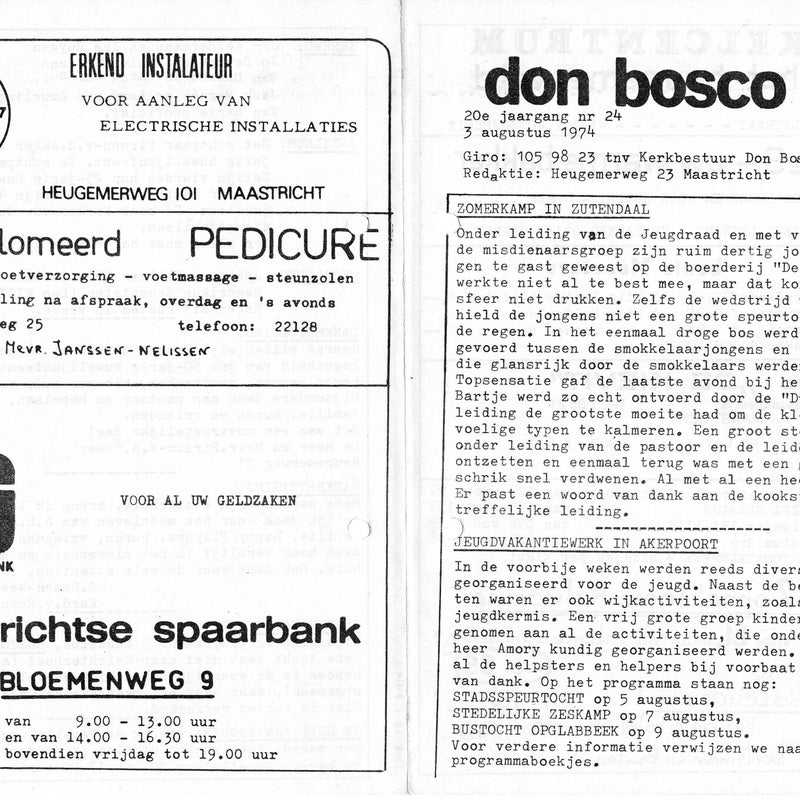 ERKEND INSTALATEUR
VOOR AANLEG VAN
ELECTRISCHE INSTALLATIES
HEUGEMERWEG 101 MAASTRICHT
lomeerd PEDICURE
oetverzorging - voetmassage - steunzolen
ling na afspraak, overdag en 's avonds
eg 25 telefoon: 22128
Mevr. JANSSEN-NELISSEN
VOOR AL UW GELDZAKEN
NK
richtse spaarbank
BLOEMENWEG 9
van 9.00 - 13.00 uur
en van 14.00 - 16.30 uur
bovendien vrijdag tot 19.00 uur
don bosco
20e jaargang nr 24
3 augustus 1974
Giro: 105 98 23 tnv Kerkbestuur Don Bos
Redaktie: Heugemerweg 23 Maastricht
ZOMERKAMP IN ZUTENDAAL
Onder leiding van de Jeugdraad en met v
de misdienaarsgroep zijn ruim dertig jo
gen te gast geweest op de boerderij "De
werkte niet al te best mee, maar dat ko
sfeer niet drukken. Zelfs de wedstrijd
hield de jongens niet een grote speurto
de regen. In het eenmaal droge bos werd
gevoerd tussen de smokkelaarjongens en
die glansrijk door de smokkelaars werde
Topsensatie gaf de laatste avond bij he
Bartje werd zo echt ontvoerd door de "D
leiding de grootste moeite had om de kl
voelige typen te kalmeren. Een groot st
onder leiding van de pastoor en de leid
ontzetten en eenmaal terug was met een
schrik snel verdwenen. Al met al een hee
Er past een woord van dank aan de kooks
treffelijke leiding.
JEUGDVAKANTIEWERK IN AKERPOORT
In de voorbije weken werden reeds divers
georganiseerd voor de jeugd. Naast de be
ten waren er ook wijkactiviteiten, zoals
jeugdkermis. Een vrij grote groep kinder
genomen aan al de activiteiten, die onde
heer Amory kundig georganiseerd werden.
al de helpsters en helpers bij voorbaat
van dank. Op het programma staan nog:
STADSSPEURTOCHT op 5 augustus,
STEDELIJKE ZESKAMP op 7 augustus,
BUSTOCHT OPGLABBEEK op 9 augustus.
Voor verdere informatie verwijzen we naa
programmaboekjes.